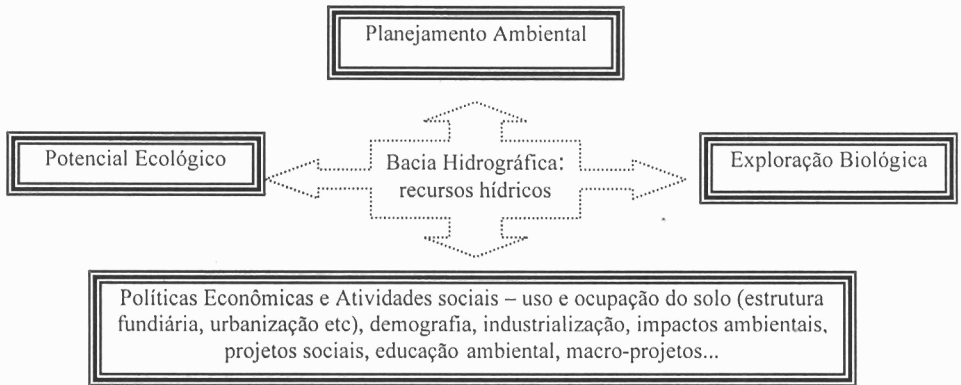 Planejamento Ambiental
Potencial Ecológico
Bacia Hidrográfica:
recursos hídricos
Exploração Biológica
Políticas Econômicas e Atividades sociais – uso e ocupação do solo (estrutura
fundiária, urbanização etc), demografia, industrialização, impactos ambientais,
projetos sociais, educação ambiental, macro-projetos...